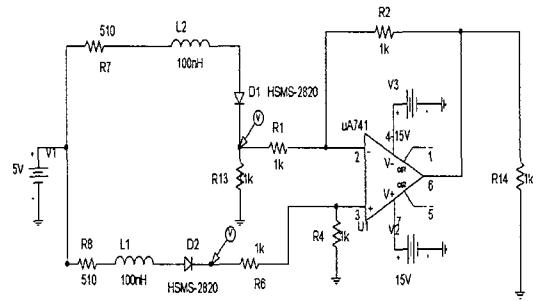 R2
1k
510
L2
R7
100nH
V3
D1 HSMS-2820
uA741
4
15V
R1
1k
V1
5V
R13
1k
2
V-
OS1
1
6
OS2
V+
5
3
U1
7
V2
15V
R4
1k
R14
1k
R8
510
L1
100nH
D2
HSMS-2820
1k
R6
V
V